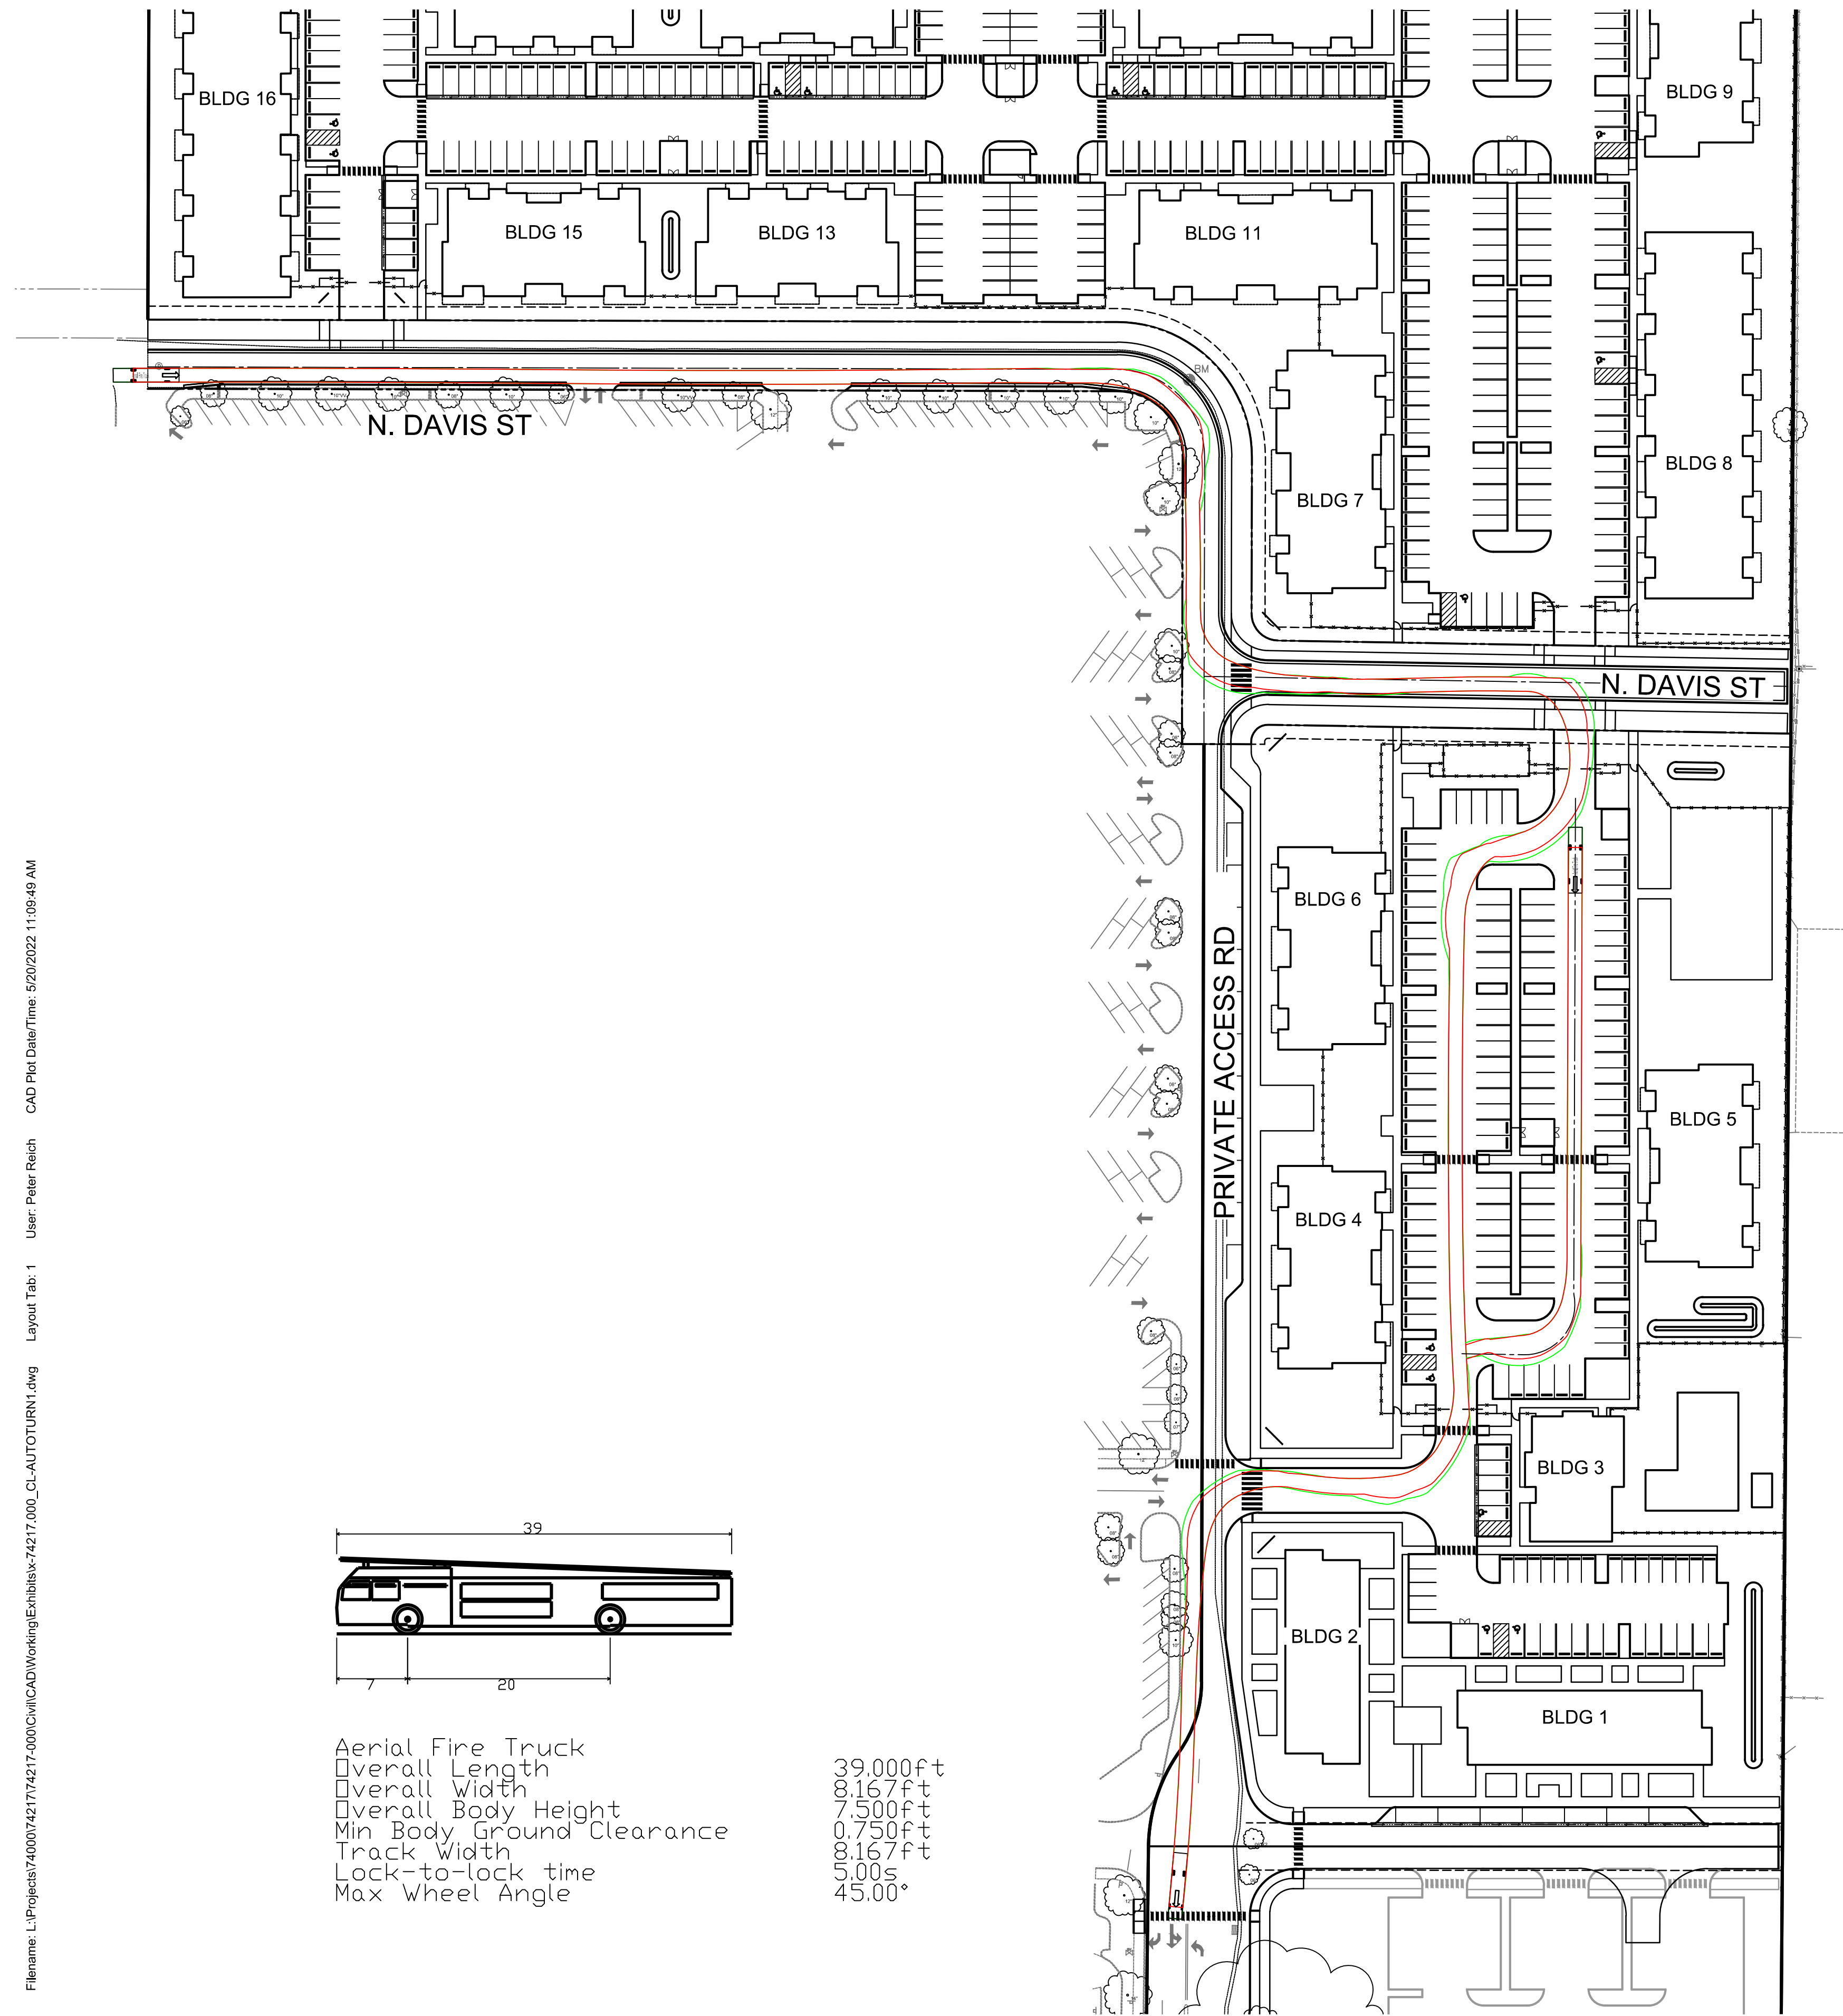 BLDG 16
BLDG 9
BLDG 15
BLDG 13
BLDG 11
BM
N. DAVIS ST
BLDG 8
BLDG 7
N. DAVIS ST
BLDG 6
PRIVATE ACCESS RD
BLDG 5
BLDG 4
BLDG 3
BLDG 2
BLDG 1
39
7
20
Aerial Fire Truck
Overall Length 39.000ft
Overall Width 8.167ft
Overall Body Height 7.500ft
Min Body Ground Clearance 0.750ft
Track Width 8.167ft
Lock-to-lock time 5.00s
Max Wheel Angle 45.00°
Filename: L:\Projects\74000\74217\74217-000\Civil\CAD\Working\Exhibits\x-74217.000_CL-AUTOTURN1.dwg Layout Tab: 1 User: Peter Reich CAD Plot Date/Time: 5/20/2022 11:09:49 AM